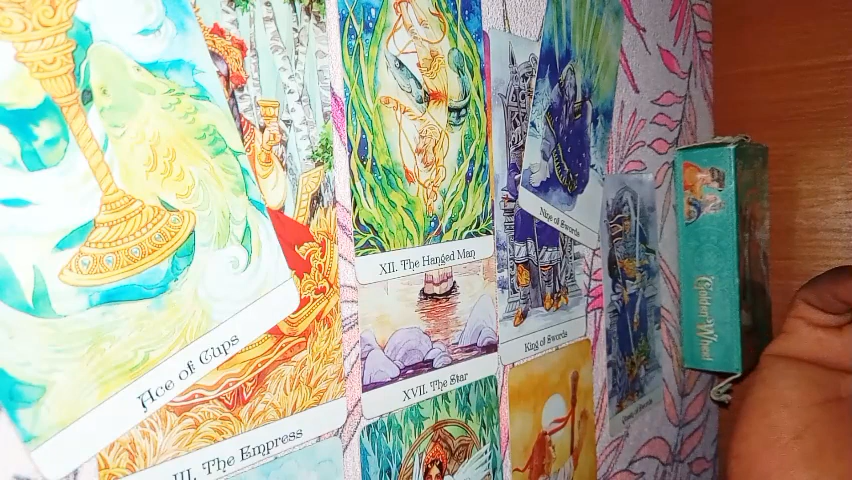 Ace of Cups
III. The Empress
XII. The Hanged Man
XVII. The Star
Nine of Swords
King of Swords
Golden Wheel